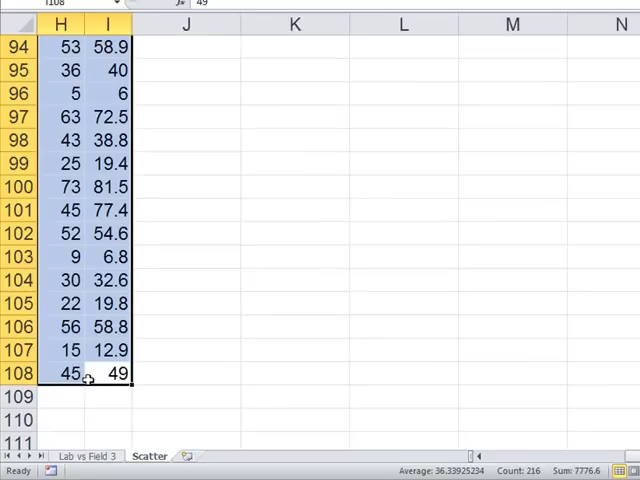 I108 fx 49
H I J K L M N
94 53 58.9
95 36 40
96 5 6
97 63 72.5
98 43 38.8
99 25 19.4
100 73 81.5
101 45 77.4
102 52 54.6
103 9 6.8
104 30 32.6
105 22 19.8
106 56 58.8
107 15 12.9
108 45 49
109
110
111
Lab vs Field 3 Scatter
Ready Average: 36.33925234 Count: 216 Sum: 7776.6